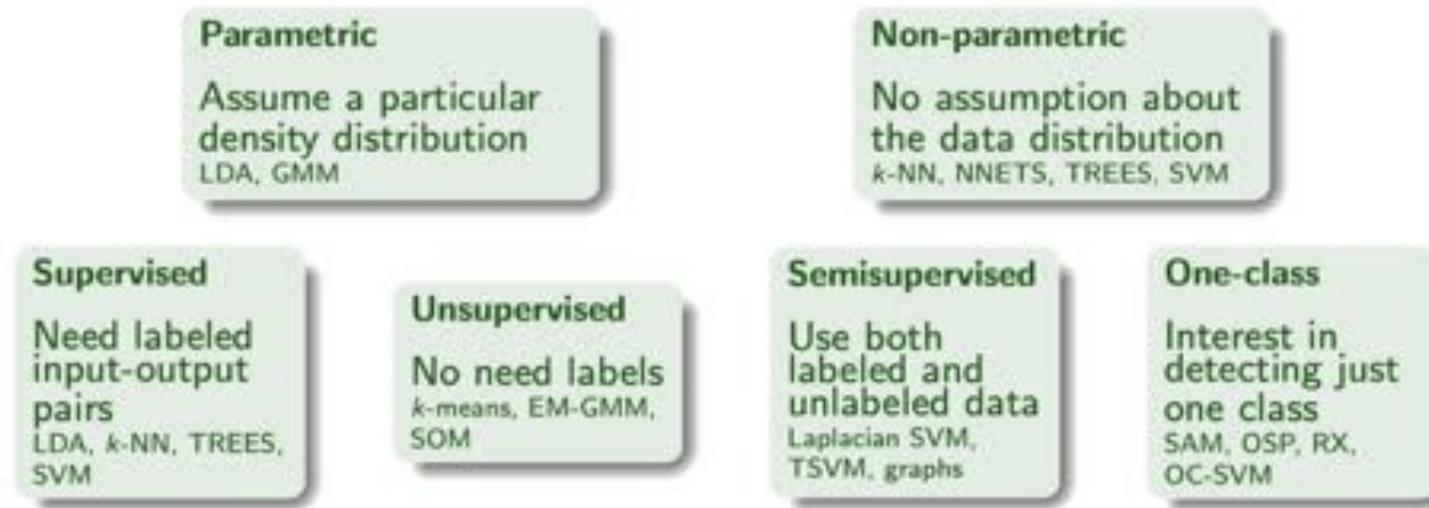 Parametric
Assume a particular
density distribution
LDA, GMM
Non-parametric
No assumption about
the data distribution
k-NN, NNETS, TREES, SVM
Supervised
Need labeled
input-output
pairs
LDA, k-NN, TREES,
SVM
Unsupervised
No need labels
k-means, EM-GMM,
SOM
Semisupervised
Use both
labeled and
unlabeled data
Laplacian SVM,
TSVM, graphs
One-class
Interest in
detecting just
one class
SAM, OSP, RX,
OC-SVM